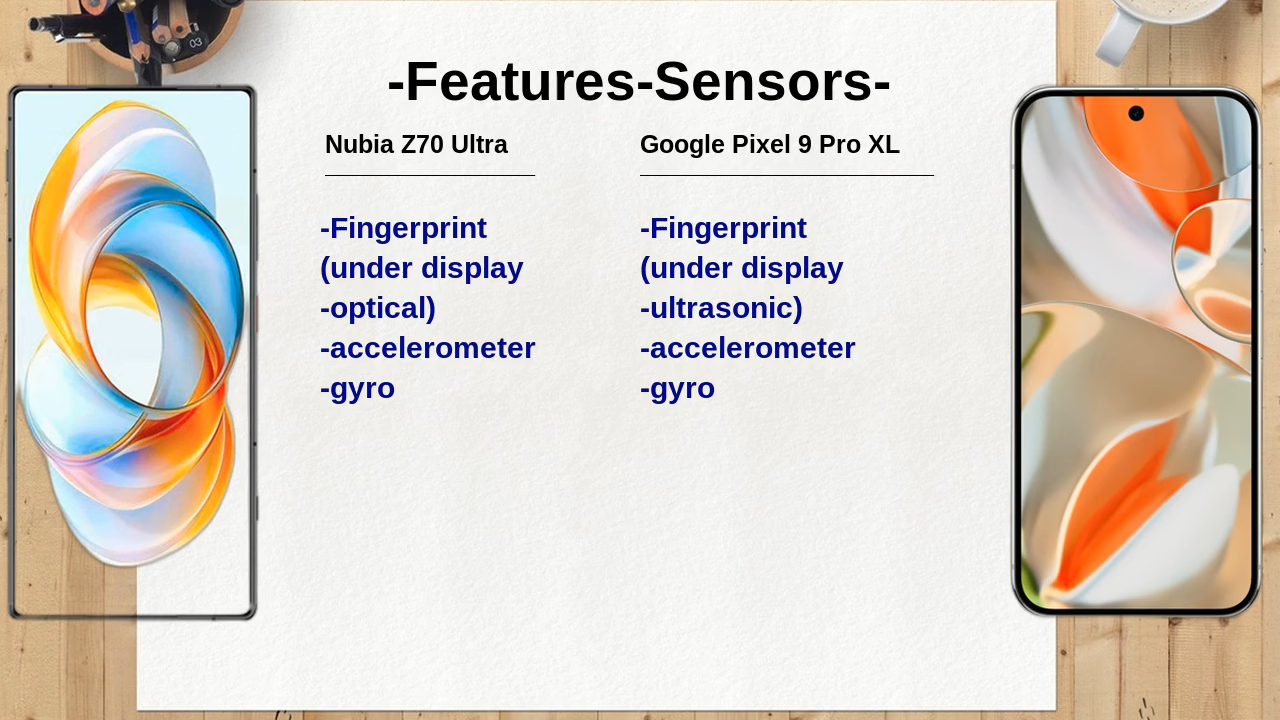 03
-Features-Sensors-
Nubia Z70 Ultra
Google Pixel 9 Pro XL
-Fingerprint
(under display
-optical)
-accelerometer
-gyro
-Fingerprint
(under display
-ultrasonic)
-accelerometer
-gyro